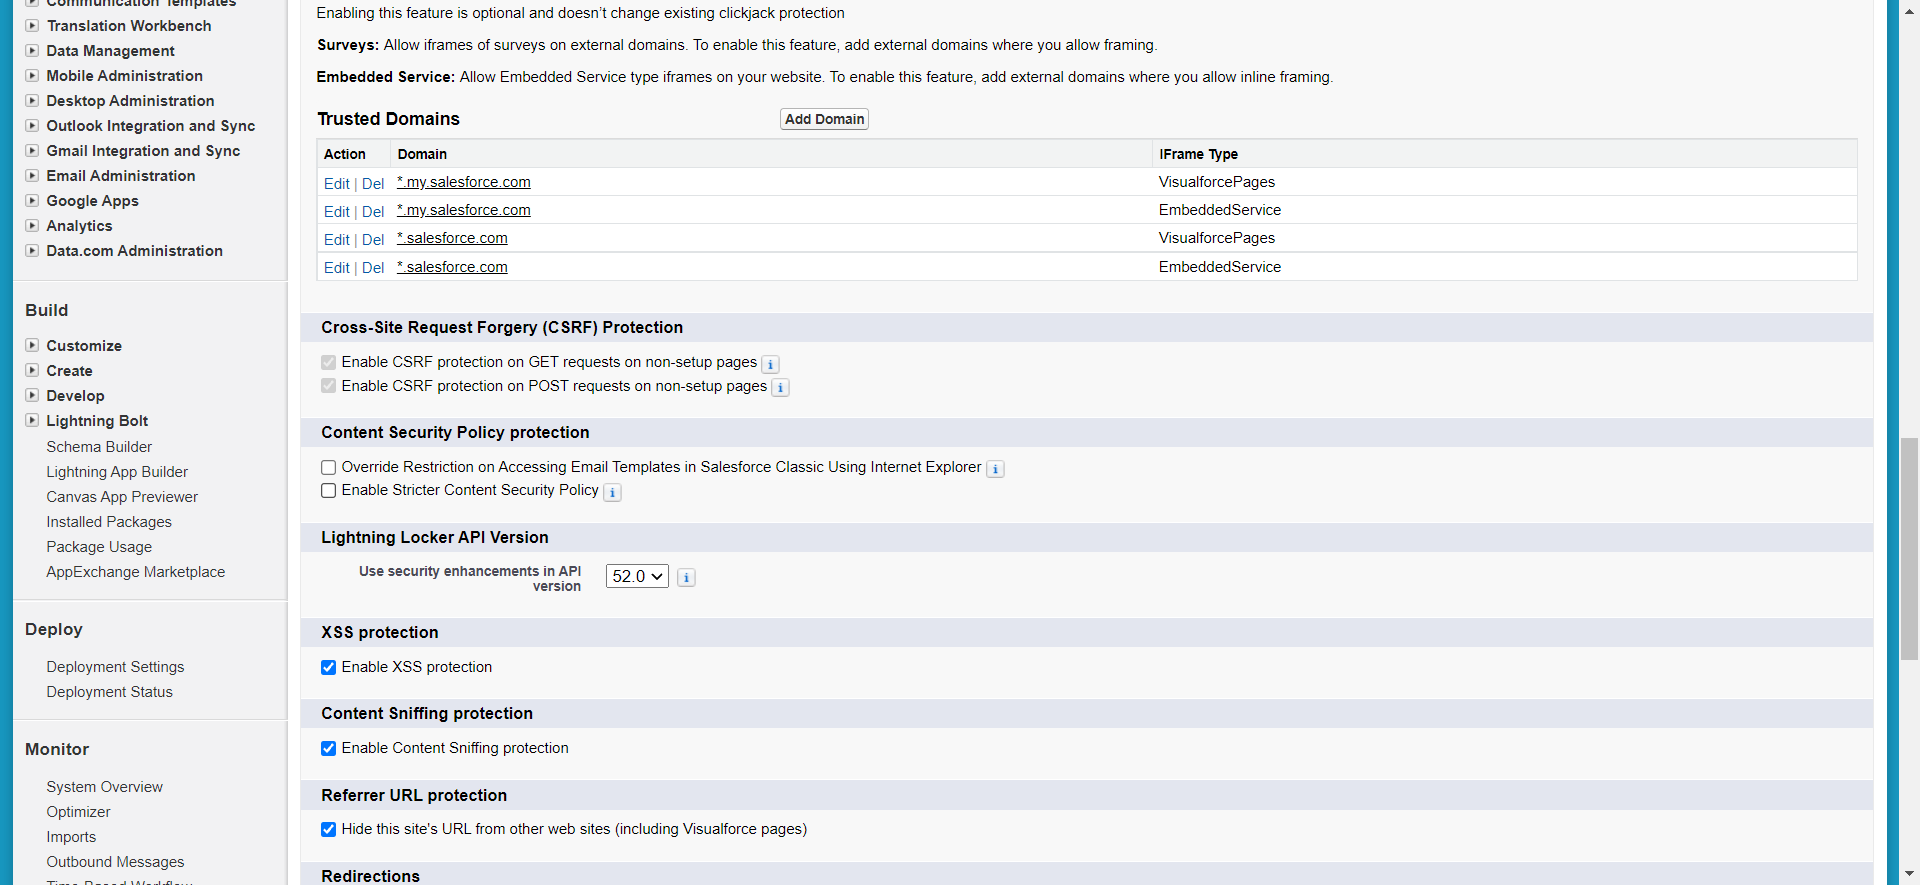 Communication Templates
Translation Workbench
Data Management
Mobile Administration
Desktop Administration
Outlook Integration and Sync
Gmail Integration and Sync
Email Administration
Google Apps
Analytics
Data.com Administration
Build
Customize
Create
Develop
Lightning Bolt
Schema Builder
Lightning App Builder
Canvas App Previewer
Installed Packages
Package Usage
AppExchange Marketplace
Deploy
Deployment Settings
Deployment Status
Monitor
System Overview
Optimizer
Imports
Outbound Messages
Time-Based Workflow
Enabling this feature is optional and doesn't change existing clickjack protection
Surveys: Allow iframes of surveys on external domains. To enable this feature, add external domains where you allow framing.
Embedded Service: Allow Embedded Service type iframes on your website. To enable this feature, add external domains where you allow inline framing.
Trusted Domains Add Domain
Action Domain IFrame Type
Edit | Del *.my.salesforce.com VisualforcePages
Edit | Del *.my.salesforce.com EmbeddedService
Edit | Del *.salesforce.com VisualforcePages
Edit | Del *.salesforce.com EmbeddedService
Cross-Site Request Forgery (CSRF) Protection
Enable CSRF protection on GET requests on non-setup pages i
Enable CSRF protection on POST requests on non-setup pages i
Content Security Policy protection
Override Restriction on Accessing Email Templates in Salesforce Classic Using Internet Explorer i
Enable Stricter Content Security Policy i
Lightning Locker API Version
Use security enhancements in API
version
52.0 i
XSS protection
Enable XSS protection
Content Sniffing protection
Enable Content Sniffing protection
Referrer URL protection
Hide this site's URL from other web sites (including Visualforce pages)
Redirections